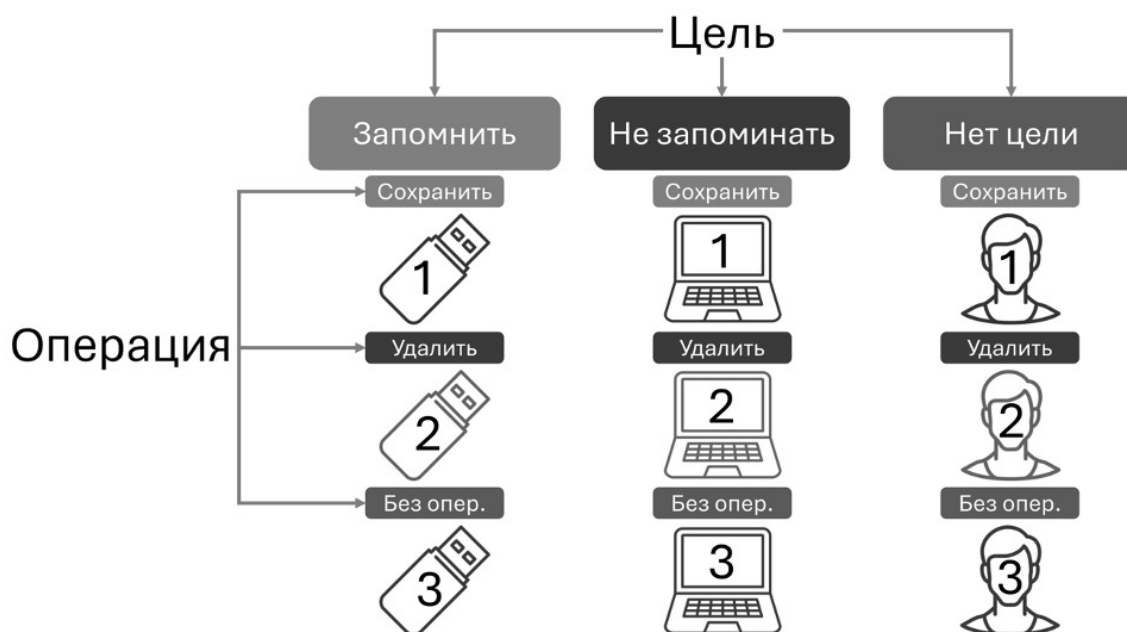 Цель
Запомнить Не запоминать Нет цели
Сохранить Сохранить Сохранить
1 1 1
Операция
Удалить Удалить Удалить
2 2 2
Без опер. Без опер. Без опер.
3 3 3